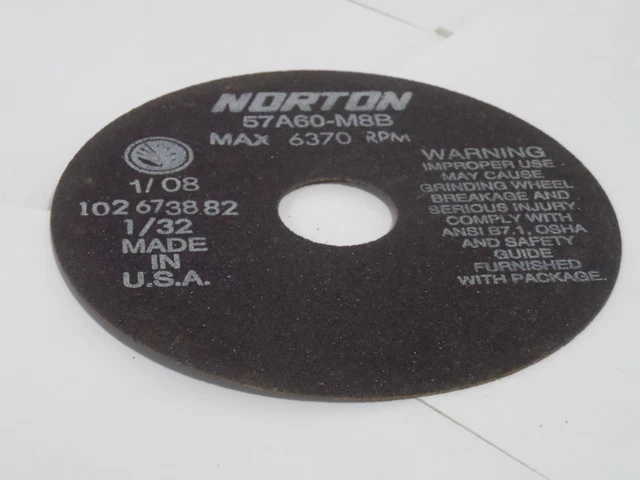 NORTON
57A60-M8B
MAX 6370 RPM
1/08
102 6738 82
1/32
MADE
IN
U.S.A.
WARNING
IMPROPER USE
MAY CAUSE
GRINDING WHEEL
BREAKAGE AND
SERIOUS INJURY.
COMPLY WITH
ANSI B7.1, OSHA
AND SAFETY
GUIDE
FURNISHED
WITH PACKAGE.